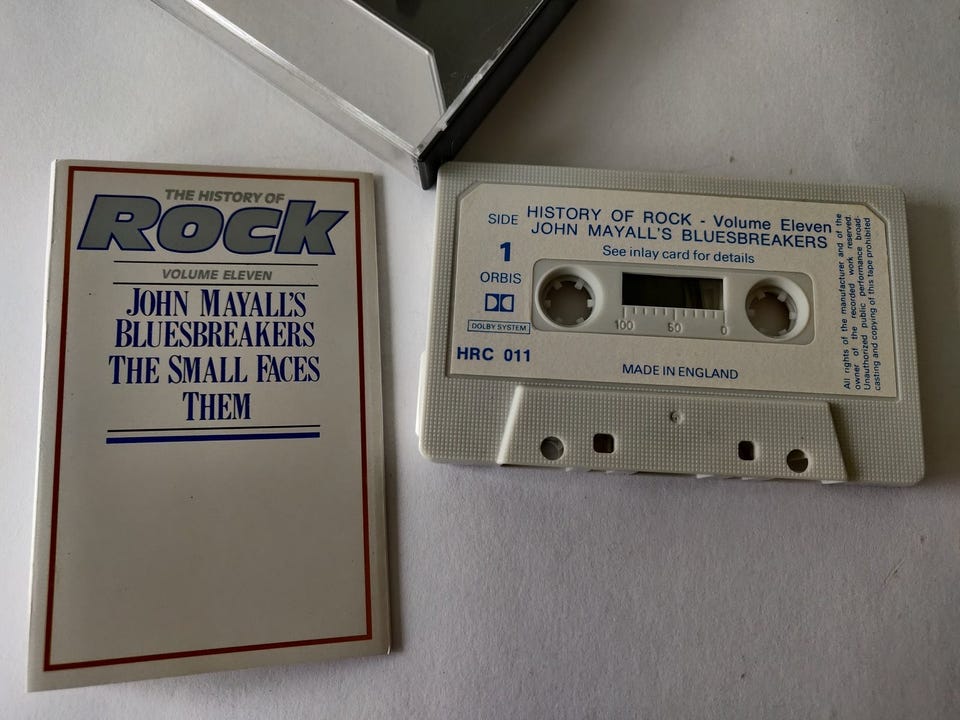 THE HISTORY OF
ROCK
VOLUME ELEVEN
JOHN MAYALL'S
BLUESBREAKERS
THE SMALL FACES
THEM
SIDE
1
ORBIS
DOLBY SYSTEM
HRC 011
HISTORY OF ROCK - Volume Eleven
JOHN MAYALL'S BLUESBREAKERS
See inlay card for details
100 50 0
MADE IN ENGLAND
All rights of the manufacturer and of the
owner of the recorded work reserved.
Unauthorized public performance broad-
casting and copying of this tape prohibited